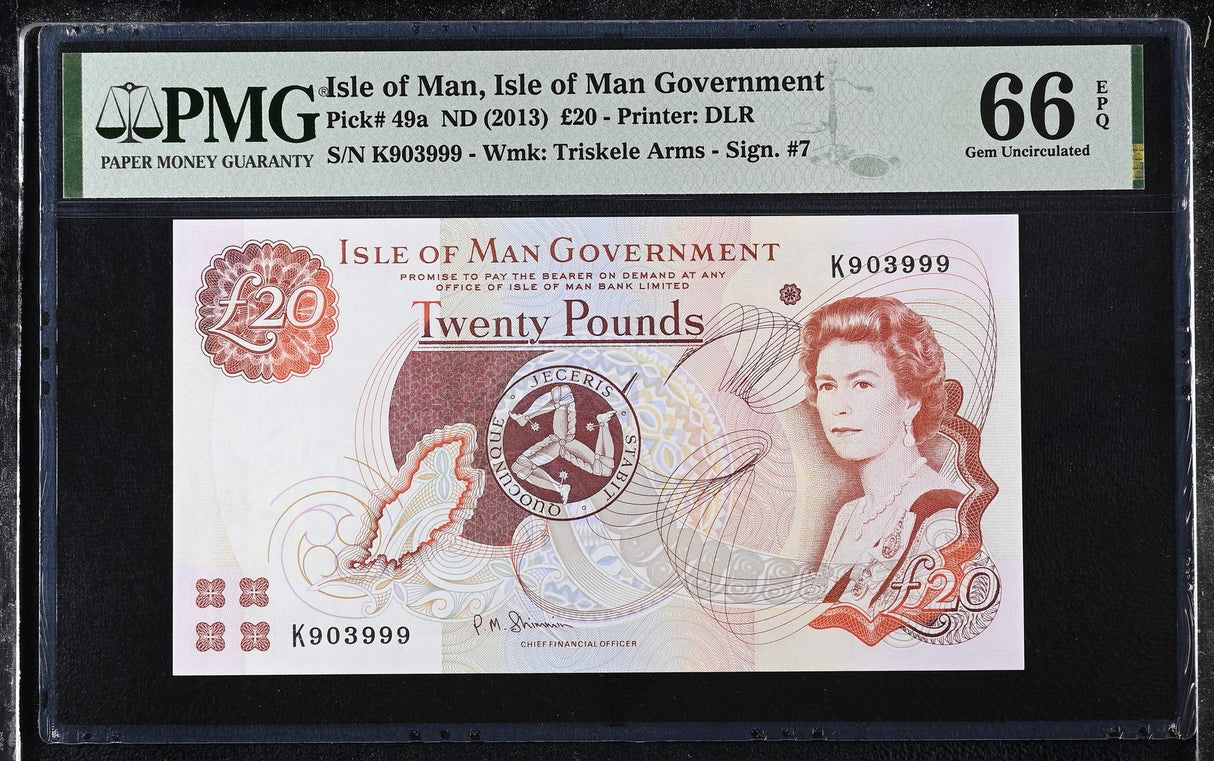 PMG®
PAPER MONEY GUARANTY
Isle of Man, Isle of Man Government
Pick# 49a ND (2013) £20 - Printer: DLR
S/N K903999 - Wmk: Triskele Arms - Sign. #7
66 EPQ
Gem Uncirculated
£20
ISLE OF MAN GOVERNMENT
PROMISE TO PAY THE BEARER ON DEMAND AT ANY
OFFICE OF ISLE OF MAN BANK LIMITED
Twenty Pounds
K903999
QUOCUNQUE · JECERIS · STABIT
K903999
P.M. Shimmin
CHIEF FINANCIAL OFFICER
£20